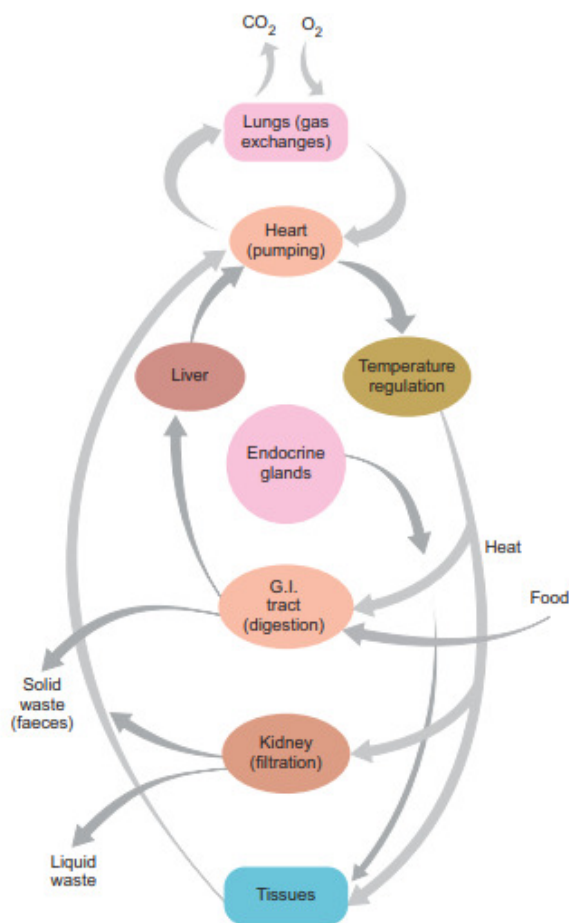 CO2 O2
Lungs (gas
exchanges)
Heart
(pumping)
Liver
Temperature
regulation
Endocrine
glands
Heat
G.I.
tract
(digestion)
Food
Solid
waste
(faeces)
Kidney
(filtration)
Liquid
waste
Tissues